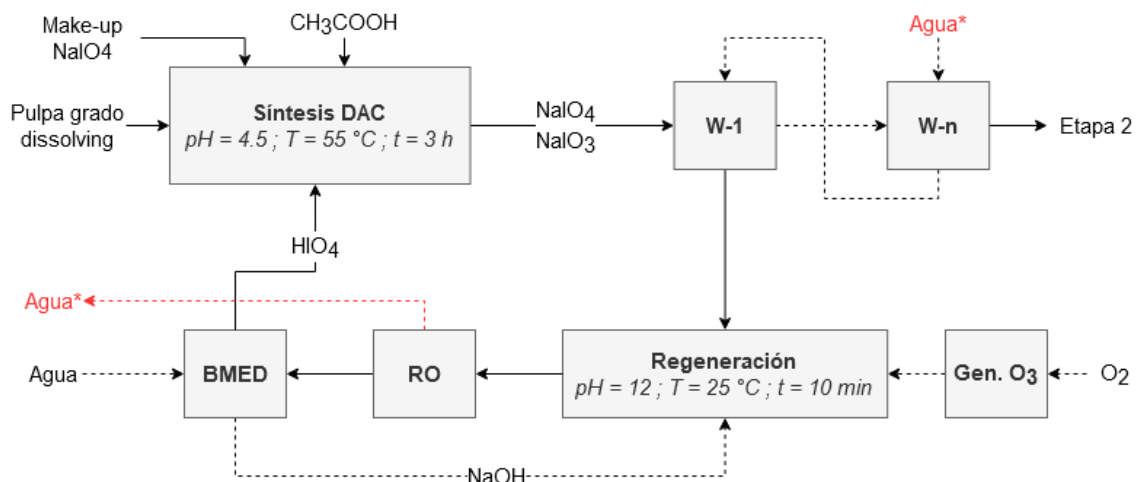 Make-up
NaIO4
CH₃COOH
Agua*
Pulpa grado
dissolving
Síntesis DAC
pH = 4.5 ; T = 55 °C ; t = 3 h
NaIO₄
NaIO₃
W-1
W-n
Etapa 2
HIO₄
Agua*
Agua
BMED
RO
Regeneración
pH = 12 ; T = 25 °C ; t = 10 min
Gen. O₃
O₂
NaOH